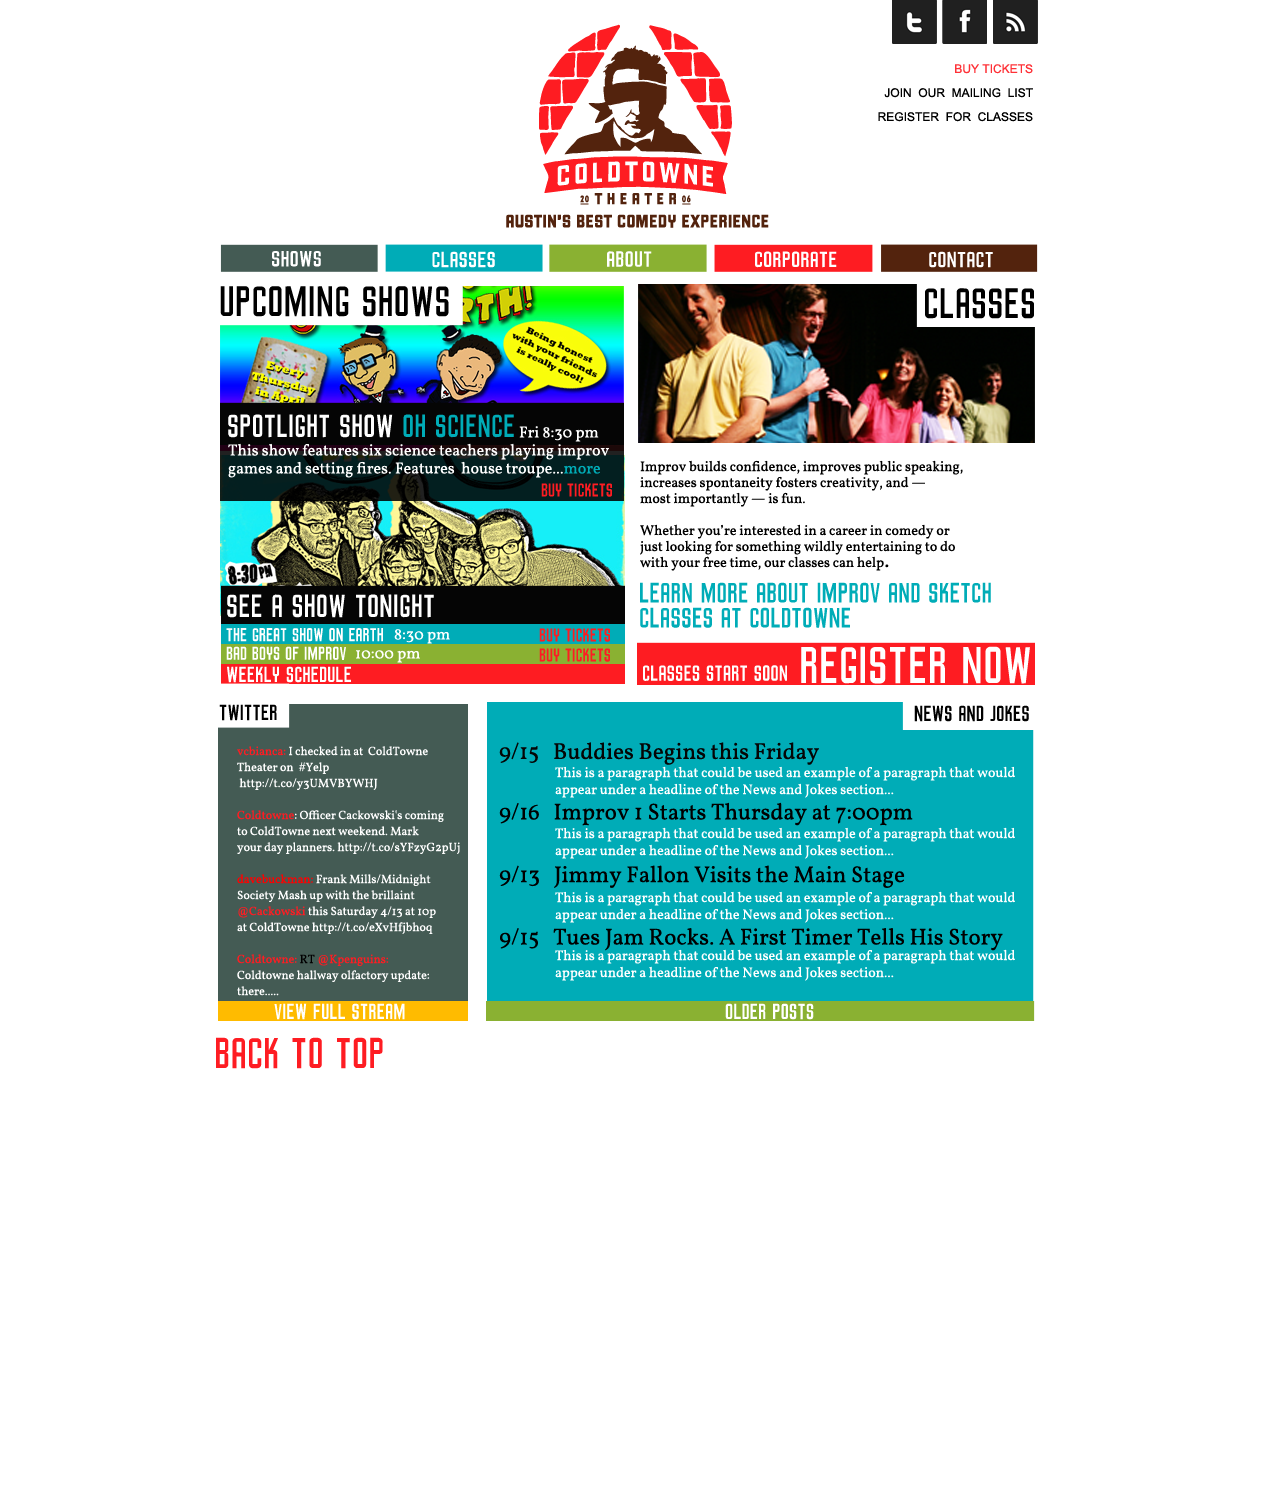 BUY TICKETS
JOIN OUR MAILING LIST
REGISTER FOR CLASSES
COLDTOWNE
20 THEATER 06
AUSTIN'S BEST COMEDY EXPERIENCE
SHOWS CLASSES ABOUT CORPORATE CONTACT
UPCOMING SHOWS
RTH!
Being honest
with your friends
is really cool!
Every
Thursday
in April
SPOTLIGHT SHOW OH SCIENCE Fri 8:30 pm
This show features six science teachers playing improv
games and setting fires. Features house troupe...more
BUY TICKETS
8:30PM
SEE A SHOW TONIGHT
THE GREAT SHOW ON EARTH 8:30 pm BUY TICKETS
BAD BOYS OF IMPROV 10:00 pm BUY TICKETS
WEEKLY SCHEDULE
CLASSES
Improv builds confidence, improves public speaking,
increases spontaneity fosters creativity, and —
most importantly — is fun.
Whether you're interested in a career in comedy or
just looking for something wildly entertaining to do
with your free time, our classes can help.
LEARN MORE ABOUT IMPROV AND SKETCH
CLASSES AT COLDTOWNE
CLASSES START SOON REGISTER NOW
TWITTER
I checked in at ColdTowne
Theater on #Yelp
http://t.co/y3UMVBYWHJ
Coldtowne: Officer Cackowski's coming
to ColdTowne next weekend. Mark
your day planners. http://t.co/sYFzyG2pUj
Frank Mills/Midnight
Society Mash up with the brillaint
@Cackowski this Saturday 4/13 at 10p
at ColdTowne http://t.co/eXvHfjbhoq
Coldtowne: RT @Kpenguins:
Coldtowne hallway olfactory update:
there.....
VIEW FULL STREAM
NEWS AND JOKES
9/15 Buddies Begins this Friday
This is a paragraph that could be used an example of a paragraph that would
appear under a headline of the News and Jokes section...
9/16 Improv 1 Starts Thursday at 7:00pm
This is a paragraph that could be used an example of a paragraph that would
appear under a headline of the News and Jokes section...
9/13 Jimmy Fallon Visits the Main Stage
This is a paragraph that could be used an example of a paragraph that would
appear under a headline of the News and Jokes section...
9/15 Tues Jam Rocks. A First Timer Tells His Story
This is a paragraph that could be used an example of a paragraph that would
appear under a headline of the News and Jokes section...
OLDER POSTS
BACK TO TOP